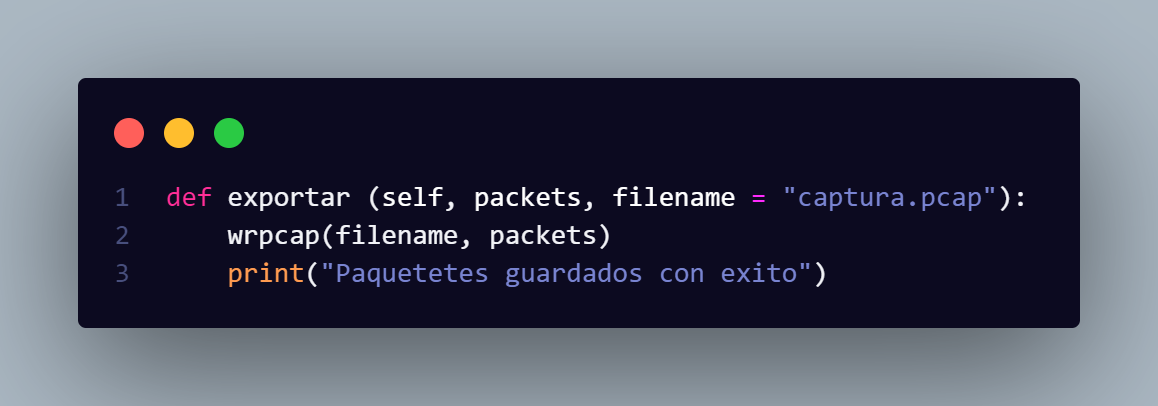 1 def exportar (self, packets, filename = "captura.pcap"):
2     wrpcap(filename, packets)
3     print("Paquetetes guardados con exito")